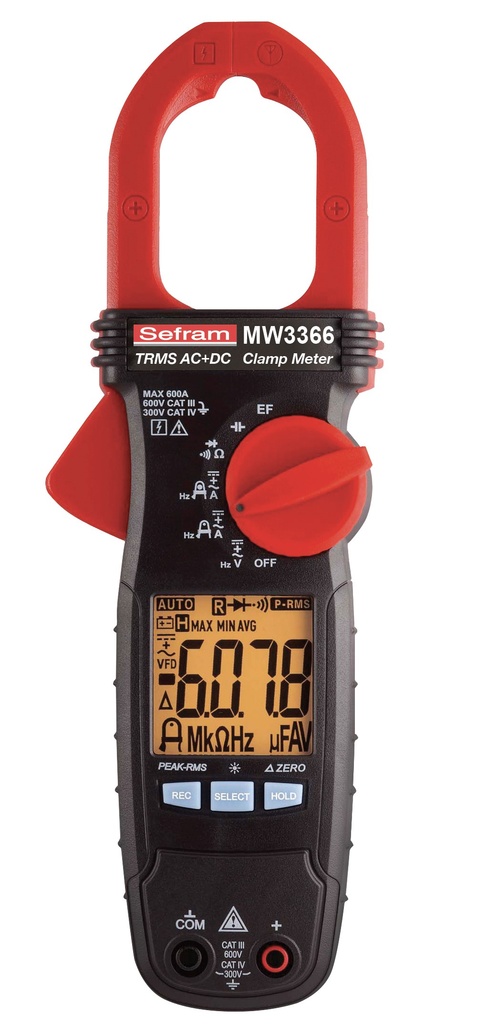 Sefram MW3366
TRMS AC+DC Clamp Meter
MAX 600A
600V CAT III
300V CAT IV
EF
Ω
Hz A
Hz A
Hz V OFF
AUTO R P-RMS
H MAX MIN AVG
VFD
-6.0.7.8
Δ
A MkΩHz µFAV
PEAK-RMS Δ ZERO
REC SELECT HOLD
COM +
CAT III
600V
CAT IV
300V